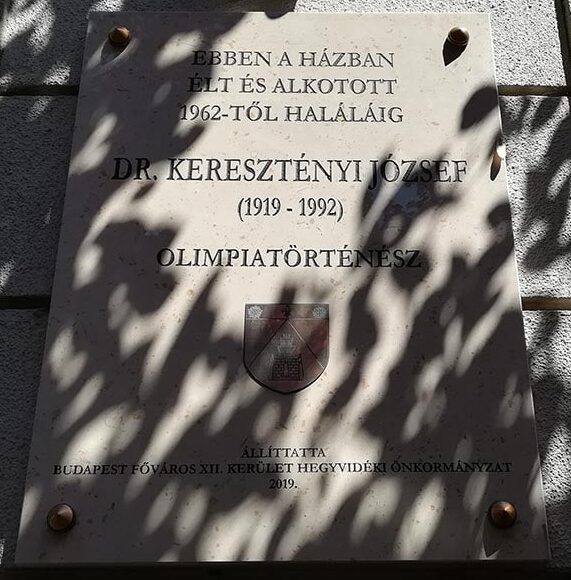 EBBEN A HÁZBAN
ÉLT ÉS ALKOTOTT
1962-TŐL HALÁLÁIG
DR. KERESZTÉNYI JÓZSEF
(1919 - 1992)
OLIMPIATÖRTÉNÉSZ
ÁLLÍTTATTA
BUDAPEST FŐVÁROS XII. KERÜLET HEGYVIDÉKI ÖNKORMÁNYZAT
2019.